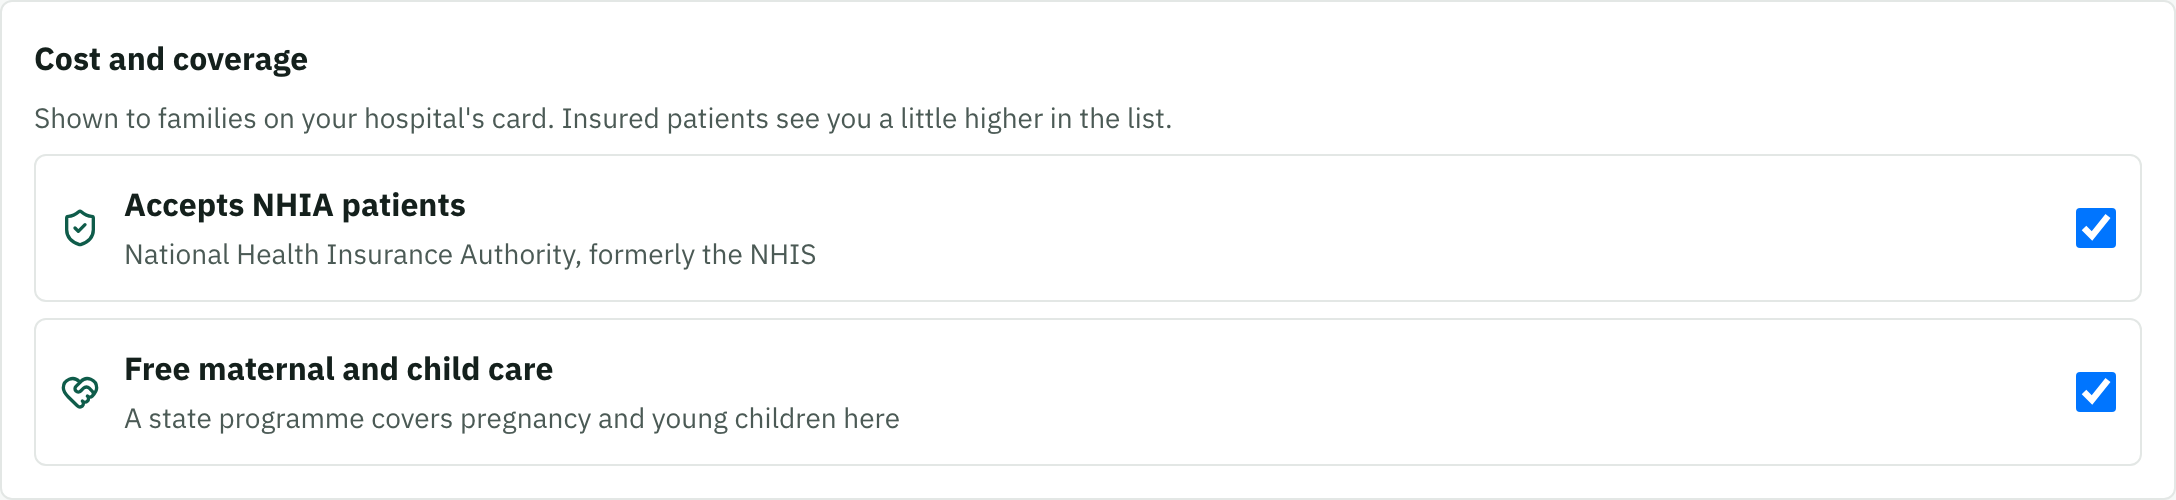 Cost and coverage
Shown to families on your hospital's card. Insured patients see you a little higher in the list.
Accepts NHIA patients
National Health Insurance Authority, formerly the NHIS
Free maternal and child care
A state programme covers pregnancy and young children here